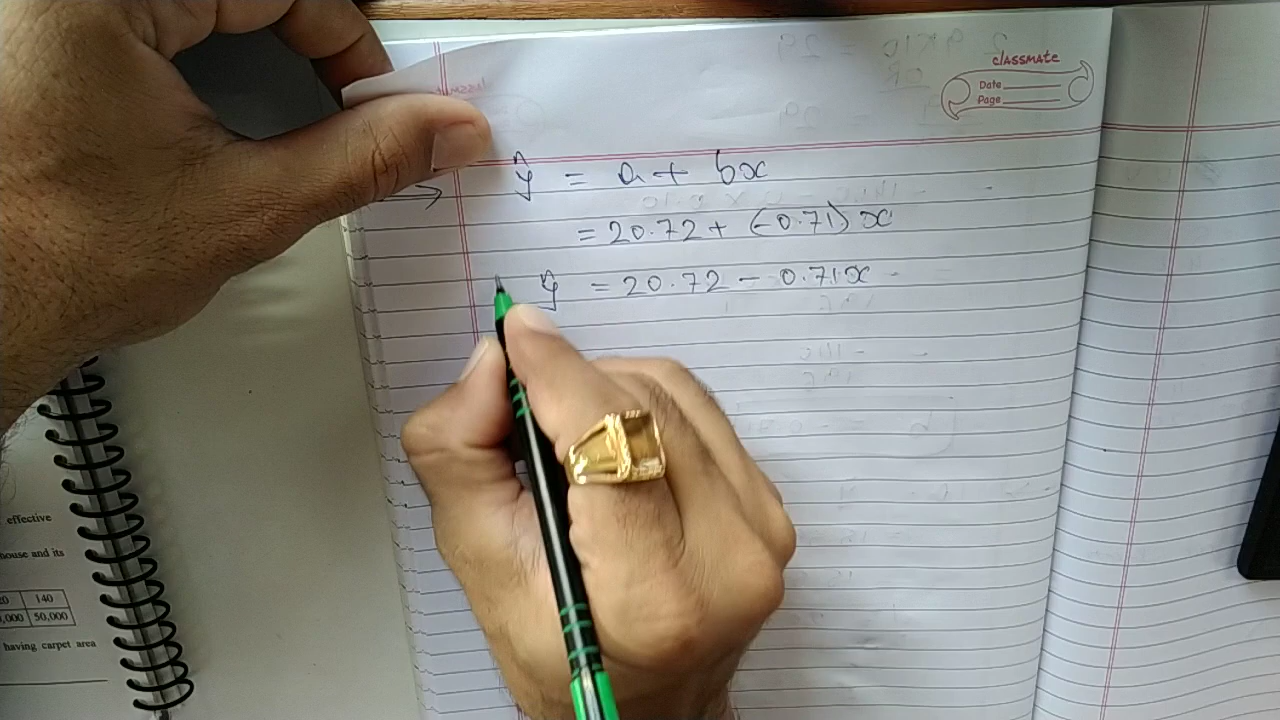 classmate
Date
Page
ŷ = a + bx
= 20.72 + (-0.71) x
ŷ = 20.72 - 0.71x
effective
house and its
140
,000 50,000
having carpet area